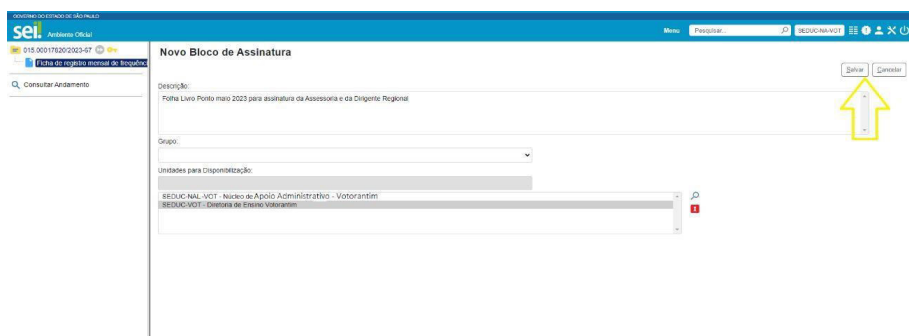 GOVERNO DO ESTADO DE SÃO PAULO
sei! Ambiente Oficial
Menu Pesquisar... SEDUC-NA-VOT
015.00017820/2023-67
Ficha de registro mensal de frequênc
Consultar Andamento
Novo Bloco de Assinatura
Salvar Cancelar
Descrição:
Folha Livro Ponto maio 2023 para assinatura da Assessoria e da Dirigente Regional
Grupo:
Unidades para Disponibilização:
SEDUC-NAL-VOT - Núcleo de Apoio Administrativo - Votorantim
SEDUC-VOT - Diretoria de Ensino Votorantim